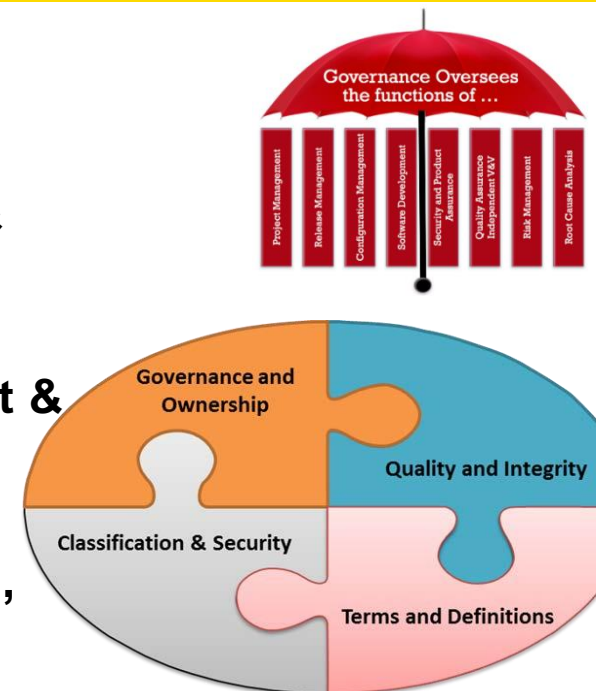 Governance Oversees
the functions of ...
Project Management
Release Management
Configuration Management
Software Development
Security and Product
Assurance
Quality Assurance
Independent V&V
Risk Management
Root Cause Analysis
t &
Governance and
Ownership
Quality and Integrity
Classification & Security
,
Terms and Definitions